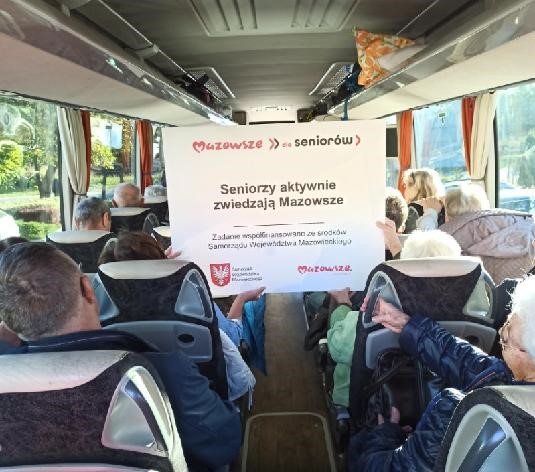 Mazowsze dla seniorów
Seniorzy aktywnie
zwiedzają Mazowsze
Zadanie współfinansowano ze środków
Samorządu Województwa Mazowieckiego
Samorząd
Województwa
Mazowieckiego
Mazowsze.